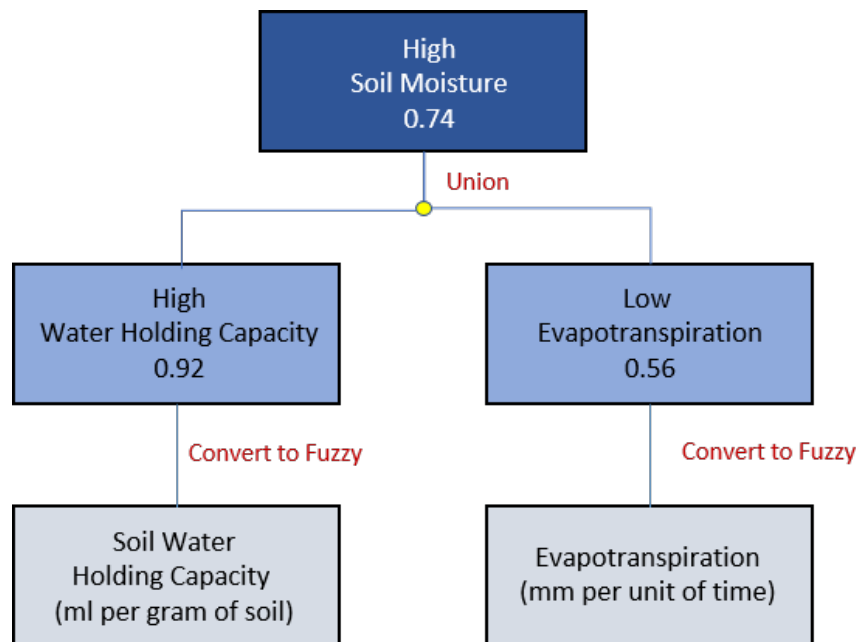 High
Soil Moisture
0.74
Union
High
Water Holding Capacity
0.92
Low
Evapotranspiration
0.56
Convert to Fuzzy
Convert to Fuzzy
Soil Water
Holding Capacity
(ml per gram of soil)
Evapotranspiration
(mm per unit of time)